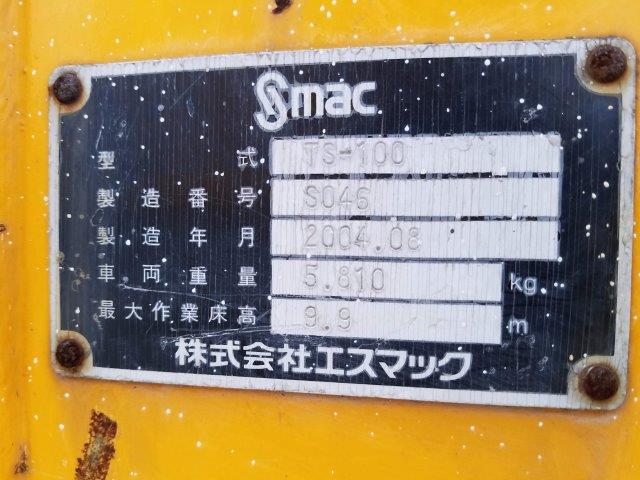 Smac
型式 TS-100
製造番号 S046
製造年月 2004.08
車両重量 5.810 kg
最大作業床高 9.9 m
株式会社エスマック